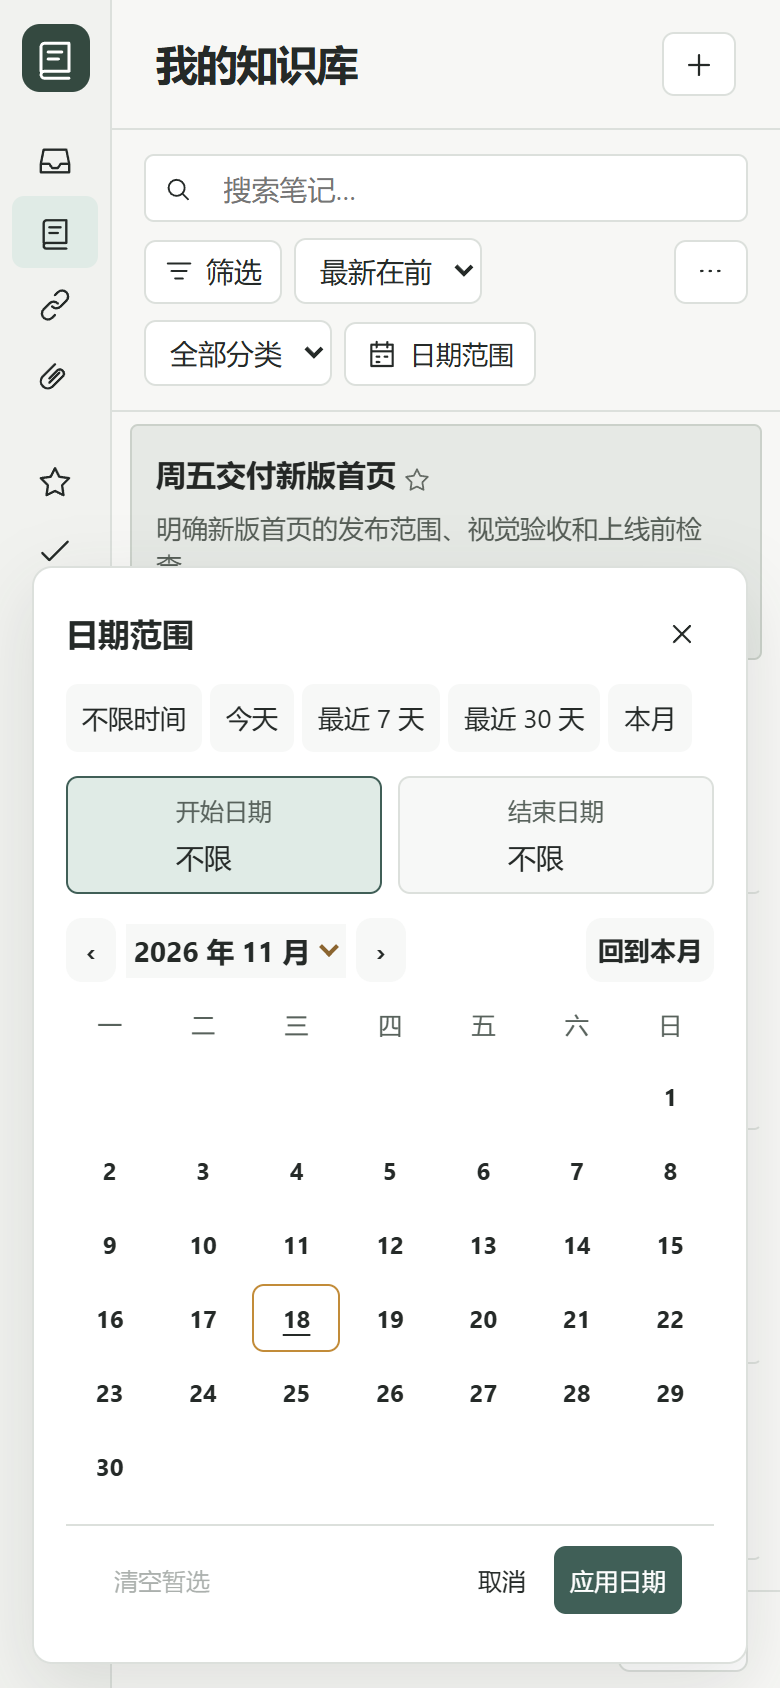 我的知识库
搜索笔记...
筛选
最新在前
...
全部分类
日期范围
周五交付新版首页
明确新版首页的发布范围、视觉验收和上线前检
查
日期范围
不限时间 今天 最近 7 天 最近 30 天 本月
开始日期
不限
结束日期
不限
‹ 2026 年 11 月 › 回到本月
一 二 三 四 五 六 日
1
2 3 4 5 6 7 8
9 10 11 12 13 14 15
16 17 18 19 20 21 22
23 24 25 26 27 28 29
30
清空暂选 取消 应用日期